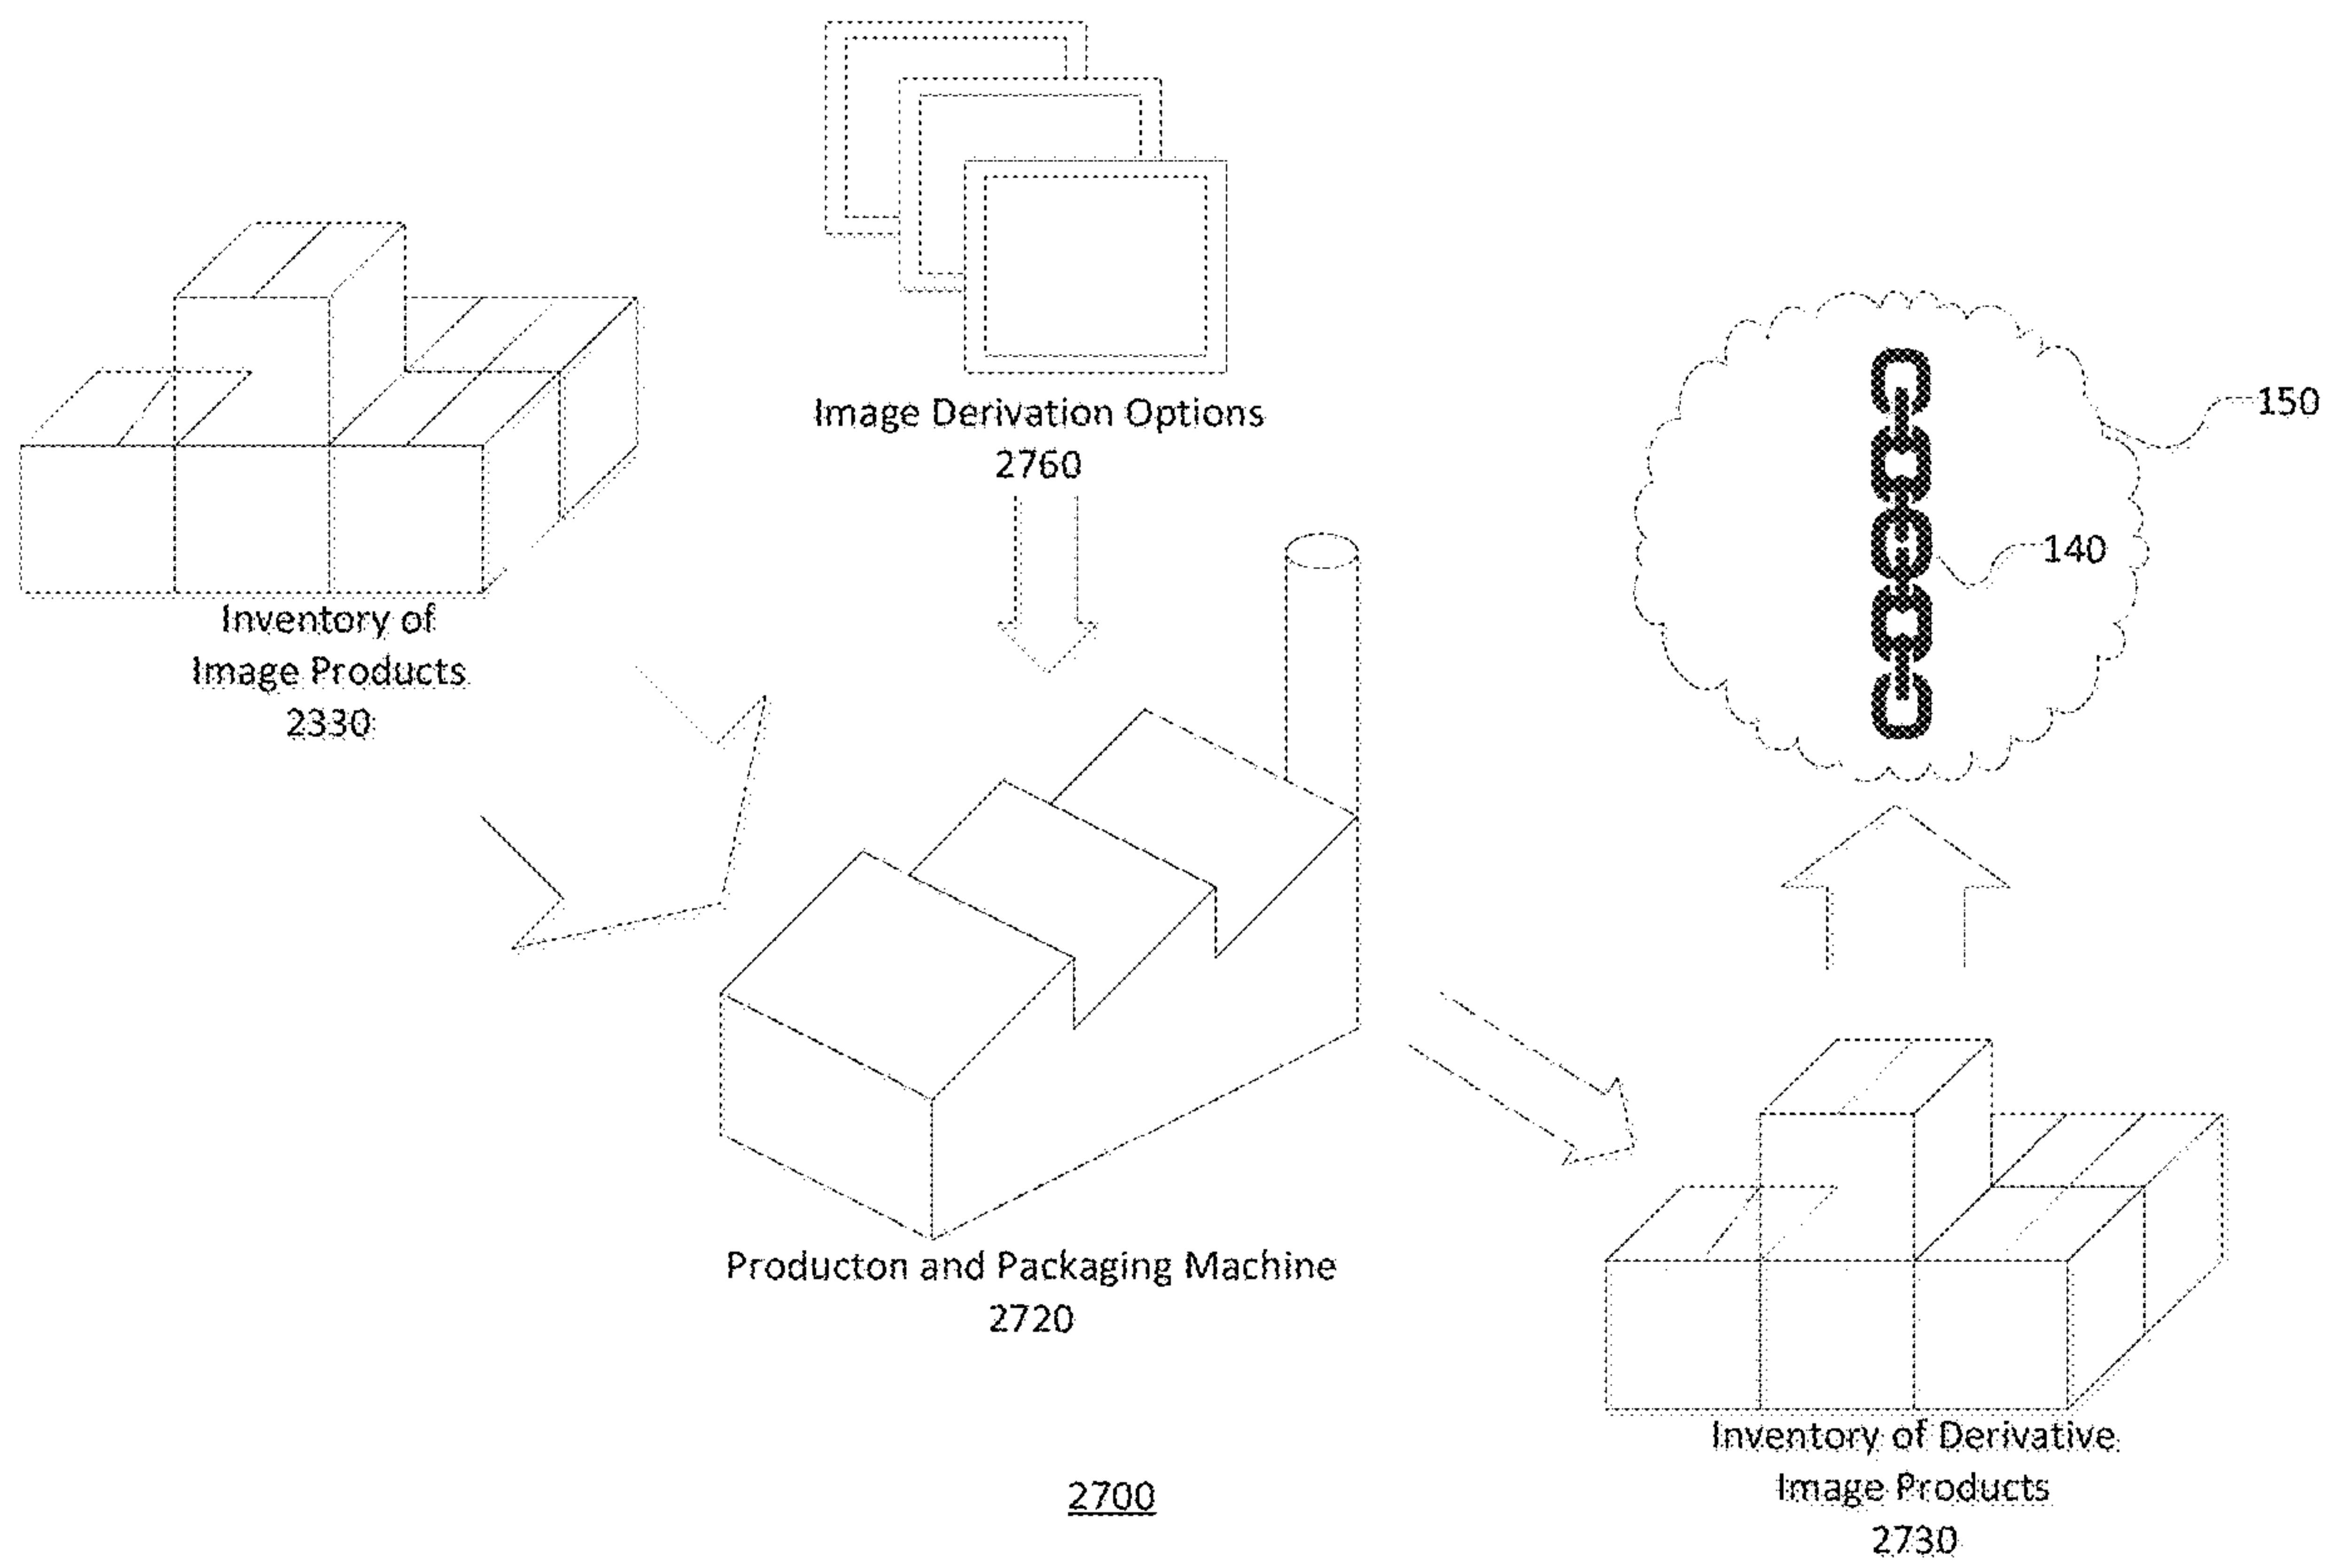 Image Derivation Options
2760
150
140
Inventory of
Image Products
2330
Producton and Packaging Machine
2720
Inventory of Derivative
Image Products
2730
2700